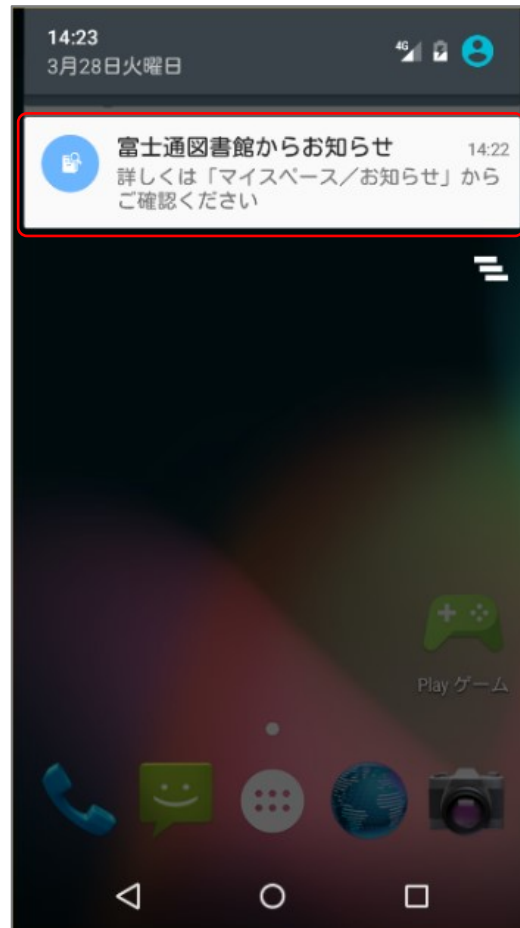 14:23
3月28日火曜日
4G
富士通図書館からお知らせ 14:22
詳しくは「マイスペース／お知らせ」から
ご確認ください
Play ゲーム